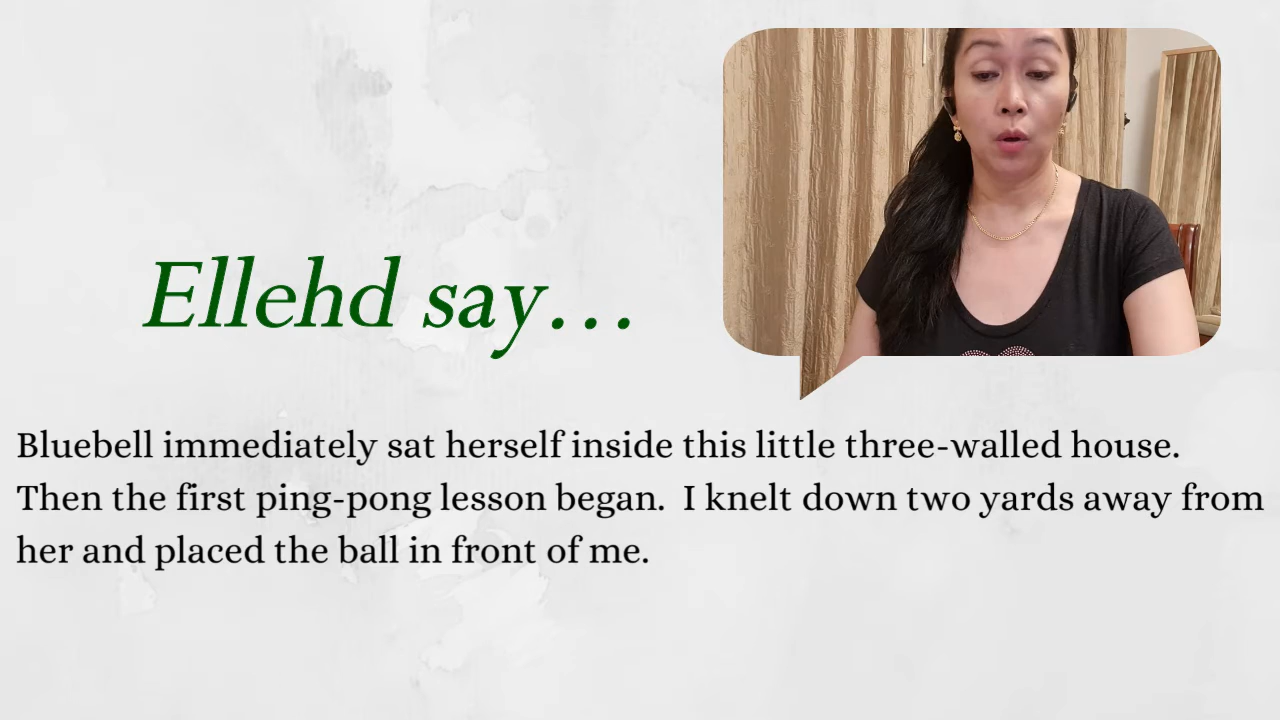 Ellehd say...
Bluebell immediately sat herself inside this little three-walled house.
Then the first ping-pong lesson began.  I knelt down two yards away from
her and placed the ball in front of me.